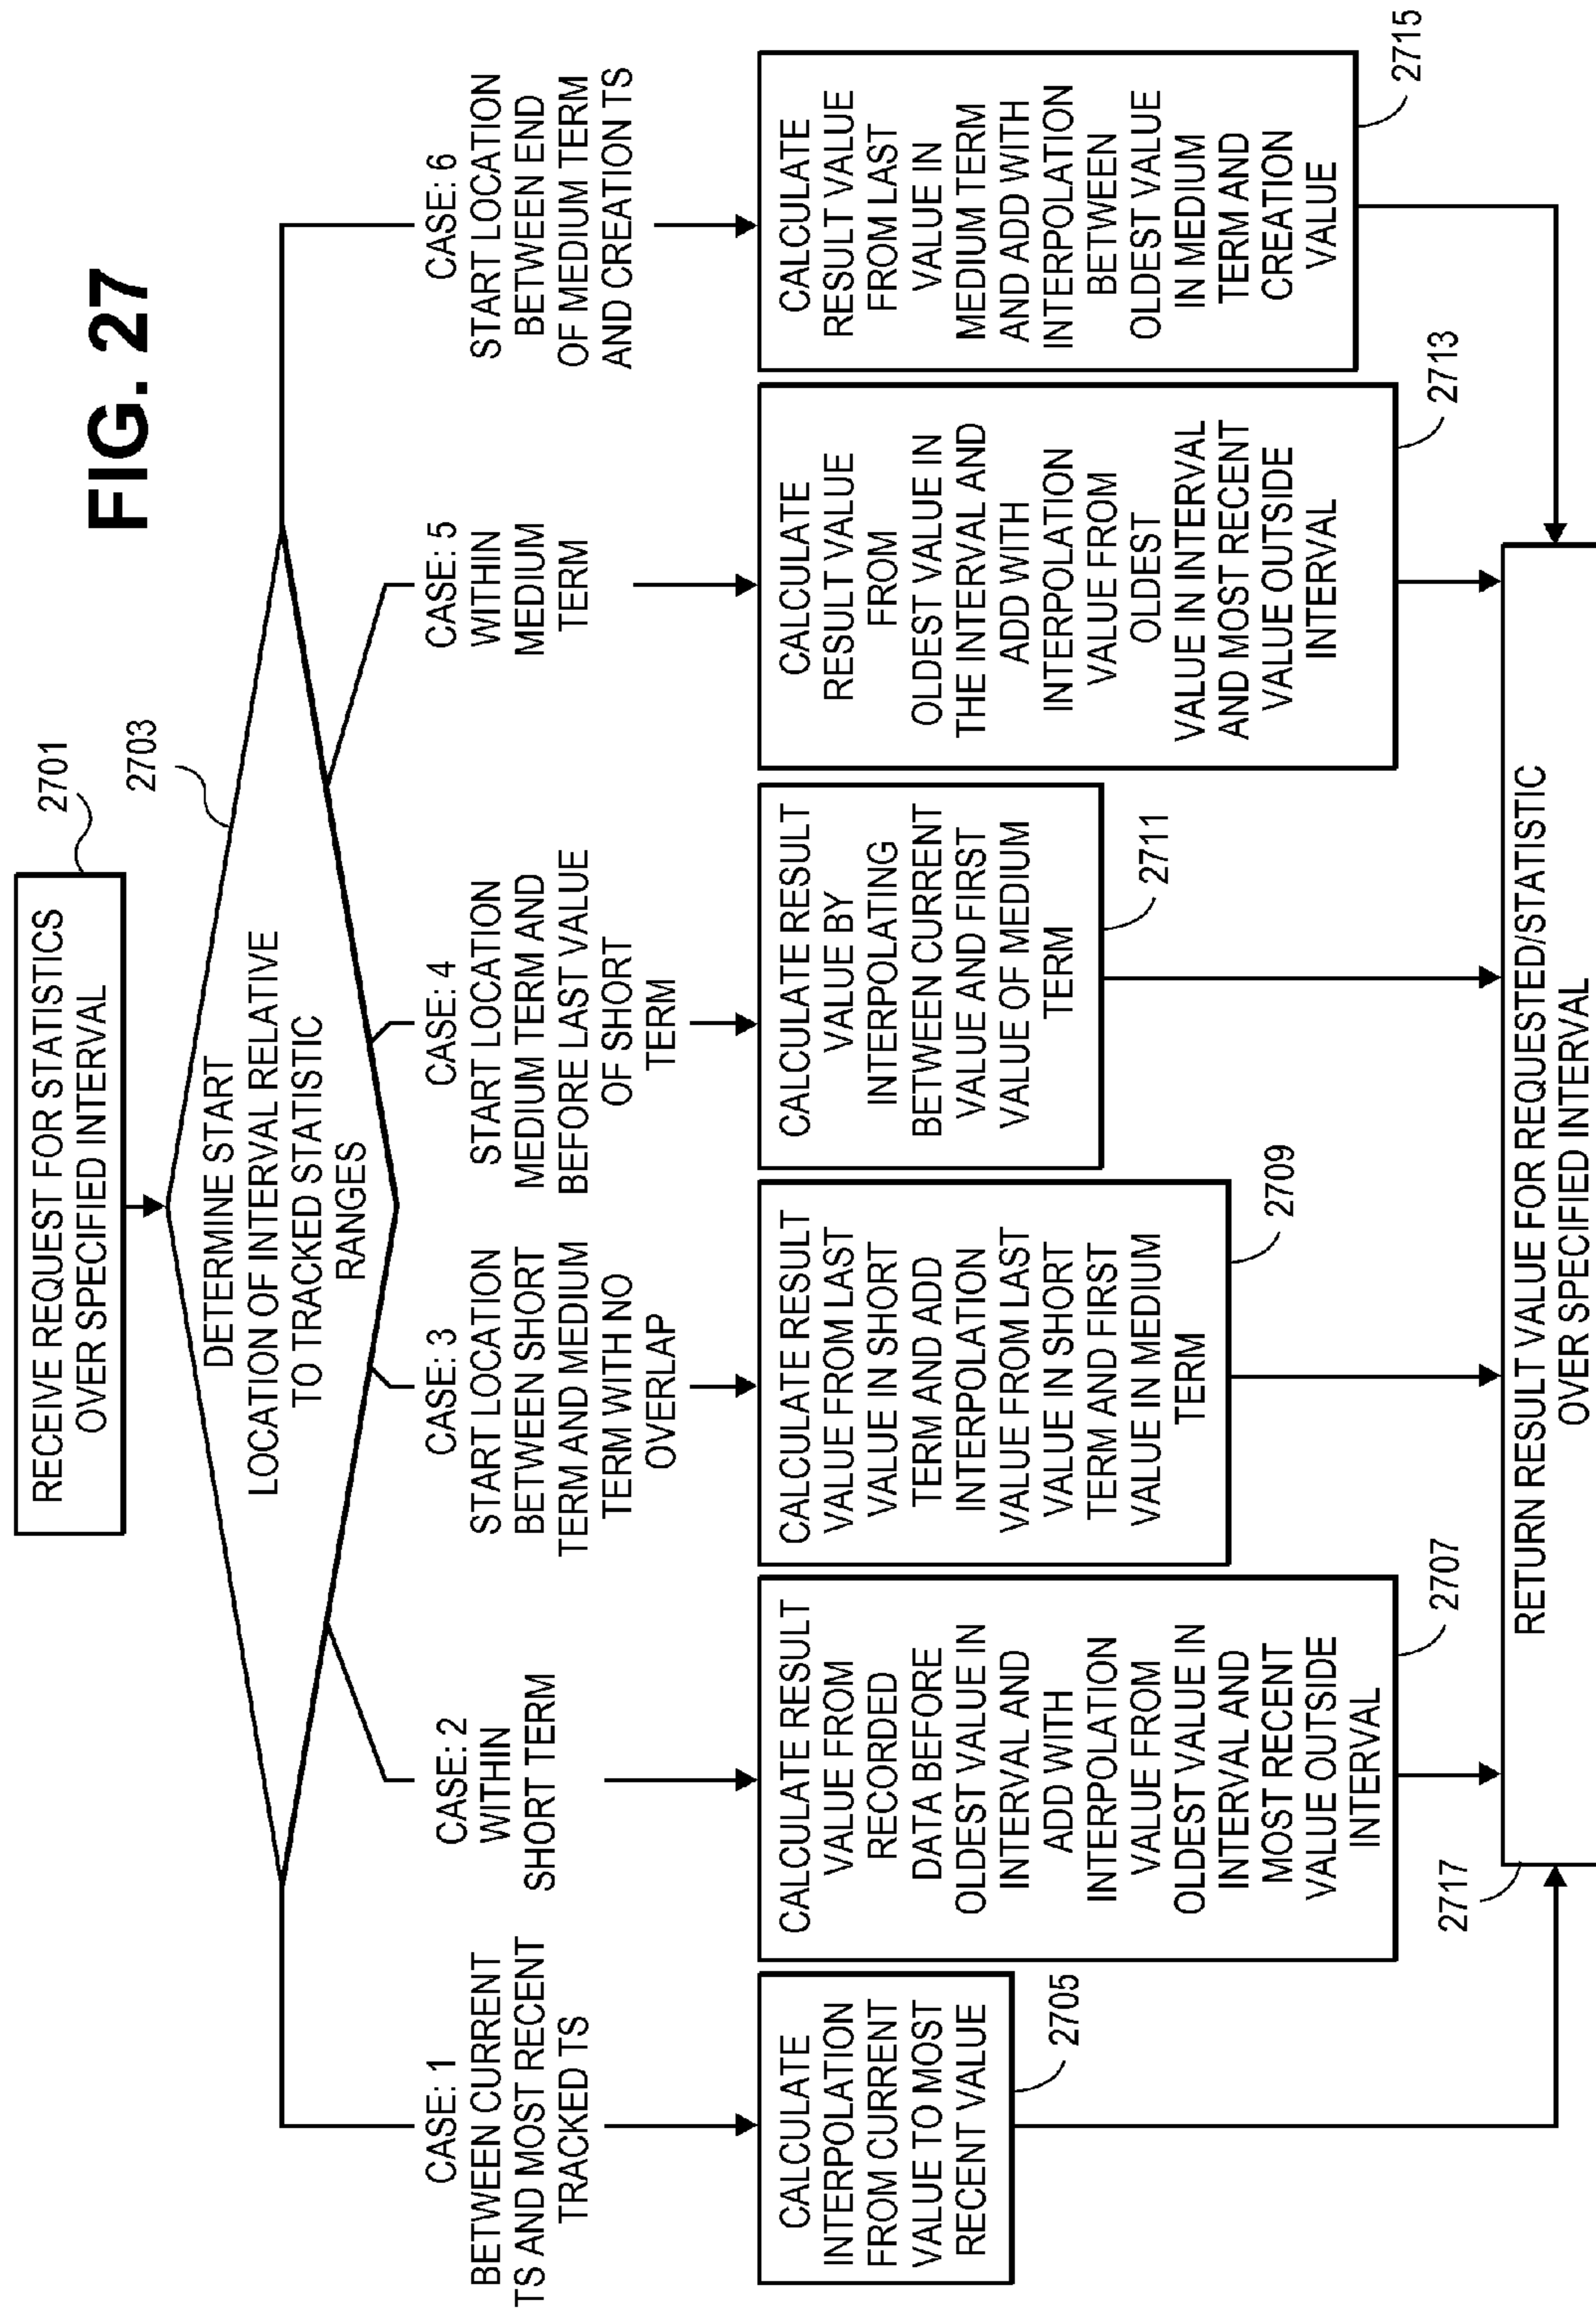 FIG. 27
RECEIVE REQUEST FOR STATISTICS
OVER SPECIFIED INTERVAL
2701
DETERMINE START
LOCATION OF INTERVAL RELATIVE
TO TRACKED STATISTIC
RANGES
2703
CASE: 1
BETWEEN CURRENT
TS AND MOST RECENT
TRACKED TS
CASE: 2
WITHIN
SHORT TERM
CASE: 3
START LOCATION
BETWEEN SHORT
TERM AND MEDIUM
TERM WITH NO
OVERLAP
CASE: 4
START LOCATION
MEDIUM TERM AND
BEFORE LAST VALUE
OF SHORT
TERM
CASE: 5
WITHIN
MEDIUM
TERM
CASE: 6
START LOCATION
BETWEEN END
OF MEDIUM TERM
AND CREATION TS
CALCULATE
INTERPOLATION
FROM CURRENT
VALUE TO MOST
RECENT VALUE
2705
CALCULATE RESULT
VALUE FROM
RECORDED
DATA BEFORE
OLDEST VALUE IN
INTERVAL AND
ADD WITH
INTERPOLATION
VALUE FROM
OLDEST VALUE IN
INTERVAL AND
MOST RECENT
VALUE OUTSIDE
INTERVAL
2707
CALCULATE RESULT
VALUE FROM LAST
VALUE IN SHORT
TERM AND ADD
INTERPOLATION
VALUE FROM LAST
VALUE IN SHORT
TERM AND FIRST
VALUE IN MEDIUM
TERM
2709
CALCULATE RESULT
VALUE BY
INTERPOLATING
BETWEEN CURRENT
VALUE AND FIRST
VALUE OF MEDIUM
TERM
2711
CALCULATE
RESULT VALUE
FROM
OLDEST VALUE IN
THE INTERVAL AND
ADD WITH
INTERPOLATION
VALUE FROM
OLDEST
VALUE IN INTERVAL
AND MOST RECENT
VALUE OUTSIDE
INTERVAL
2713
CALCULATE
RESULT VALUE
FROM LAST
VALUE IN
MEDIUM TERM
AND ADD WITH
INTERPOLATION
BETWEEN
OLDEST VALUE
IN MEDIUM
TERM AND
CREATION
VALUE
2715
2717
RETURN RESULT VALUE FOR REQUESTED/STATISTIC
OVER SPECIFIED INTERVAL